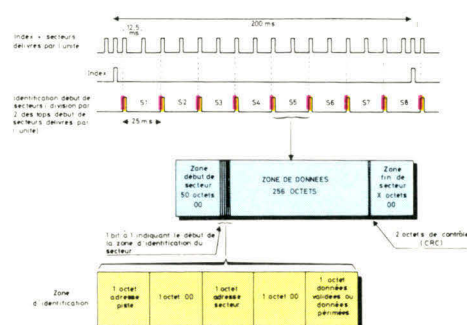 200 ms
12,5
ms
Index + secteurs
délivrés par l'unité
Index
Identification début de
secteurs (division par
2 des tops début de
secteurs délivrés par
l'unité)
S1 S2 S3 S4 S5 S6 S7 S8
25 ms
Zone
début de
secteur
50 octets
00
ZONE DE DONNEES
256 OCTETS
Zone
fin de
secteur
X octets
00
1 bit à 1 indiquant le début de
la zone d'identification du
secteur
2 octets de contrôle
(CRC)
Zone
d'identification
1 octet
adresse
piste
1 octet 00
1 octet
adresse
secteur
1 octet 00
1 octet
données
validées ou
données
périmées